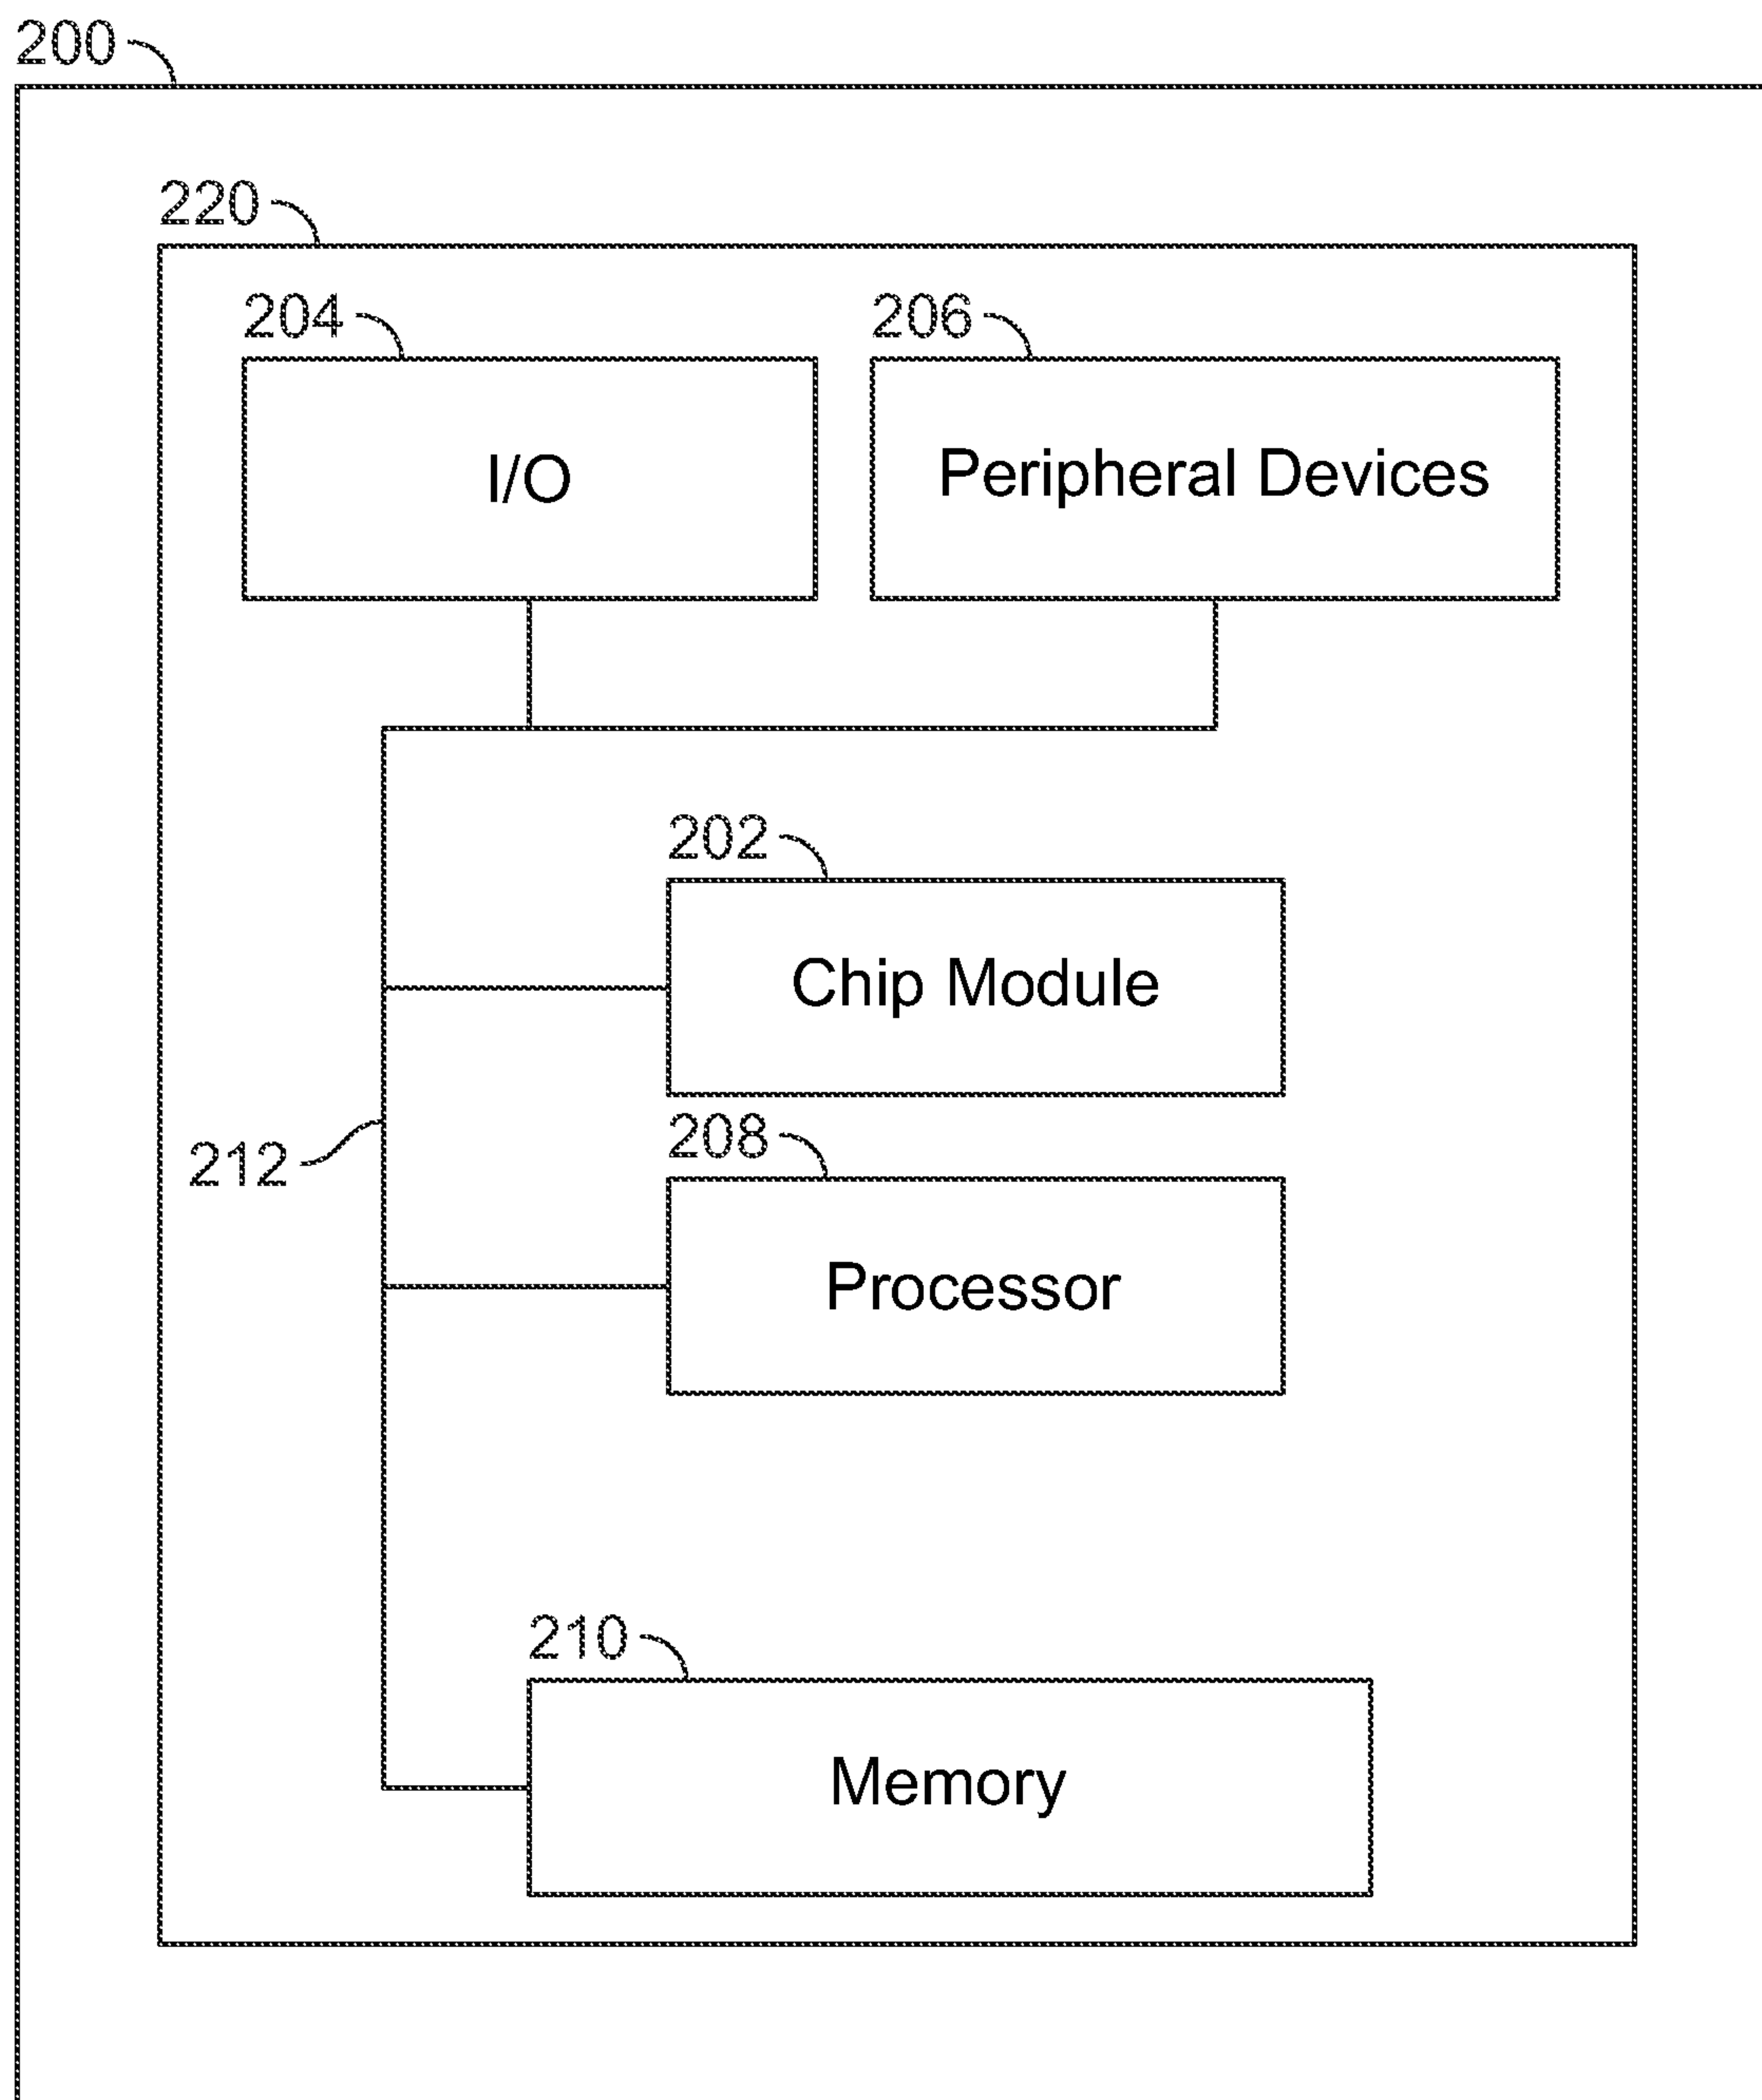 200
220
204
206
I/O
Peripheral Devices
202
Chip Module
212
208
Processor
210
Memory